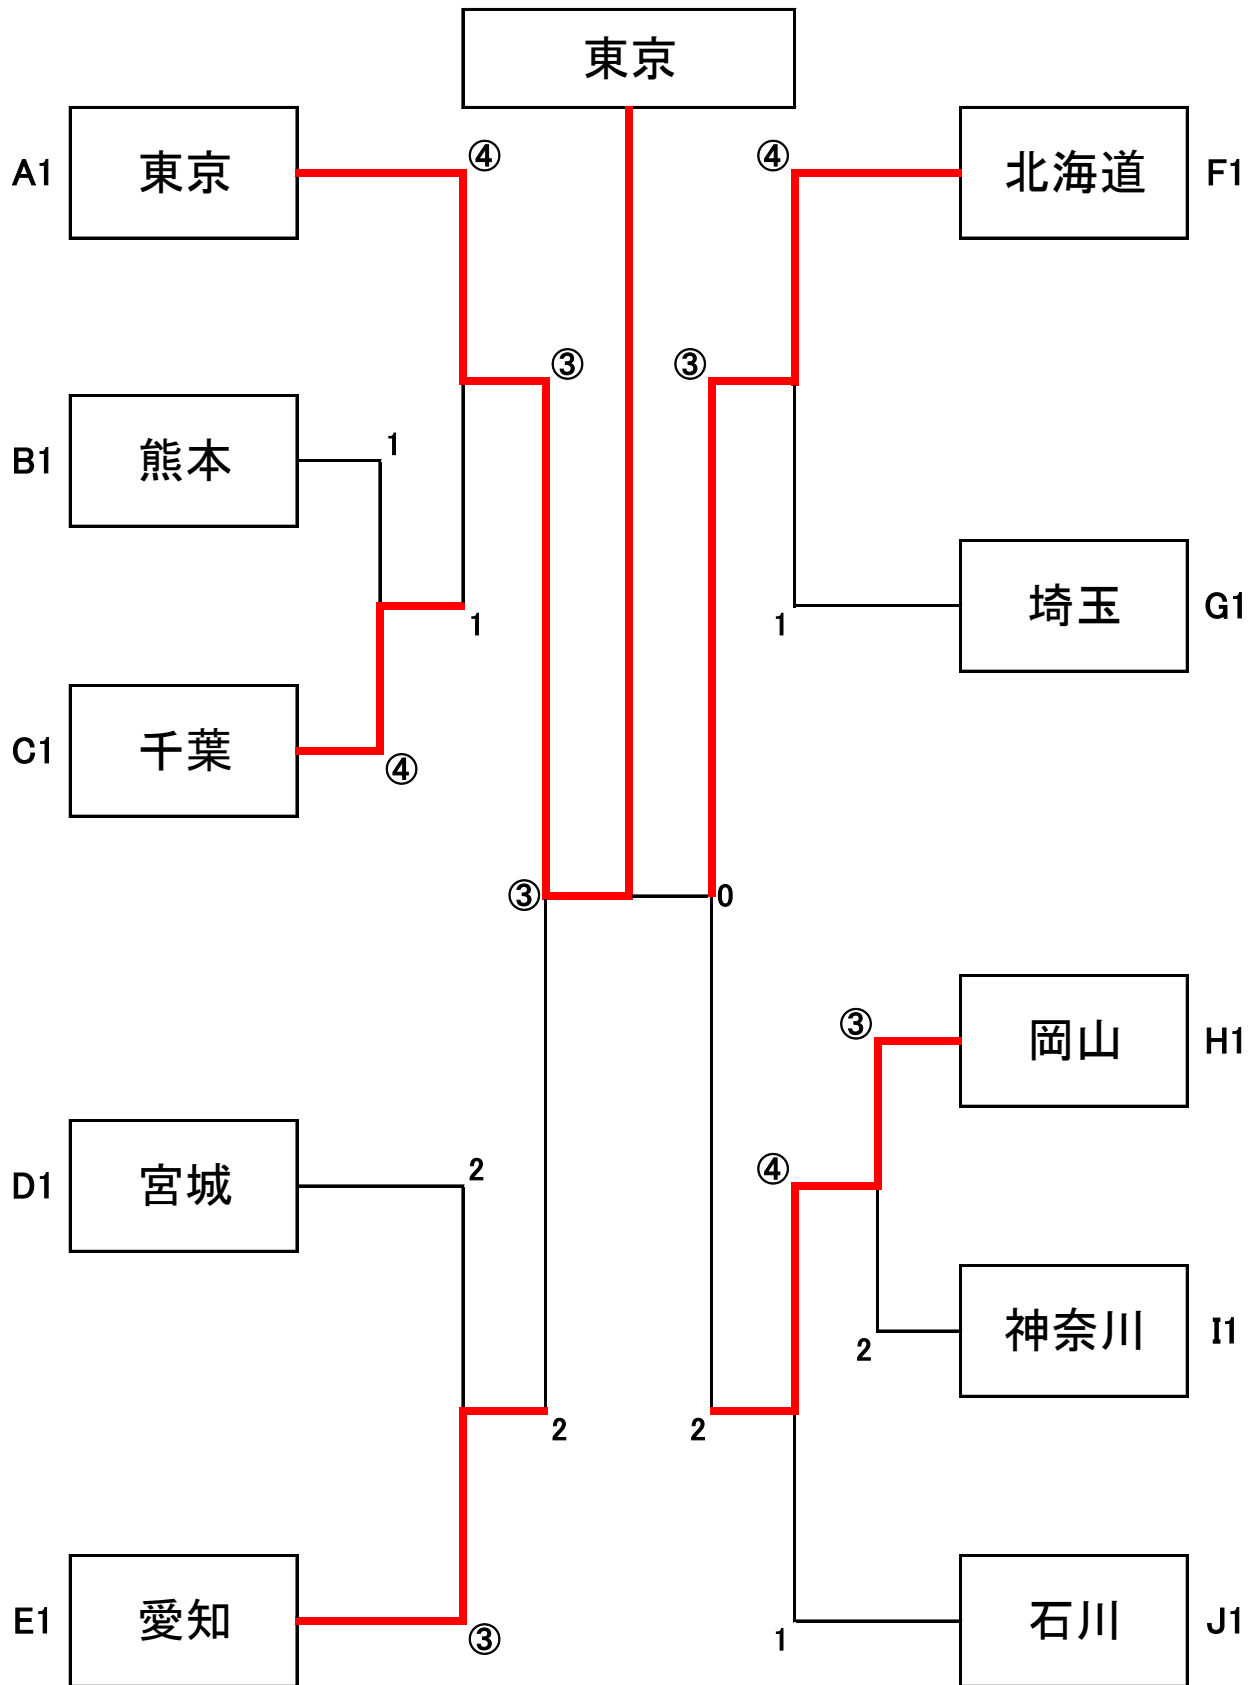 東京
A1 東京 ④ ④ 北海道 F1
③ ③
B1 熊本 1
1 1 埼玉 G1
C1 千葉 ④
③ 0
③ 岡山 H1
D1 宮城 2 ④
2 神奈川 I1
2 2
E1 愛知 ③ 1 石川 J1